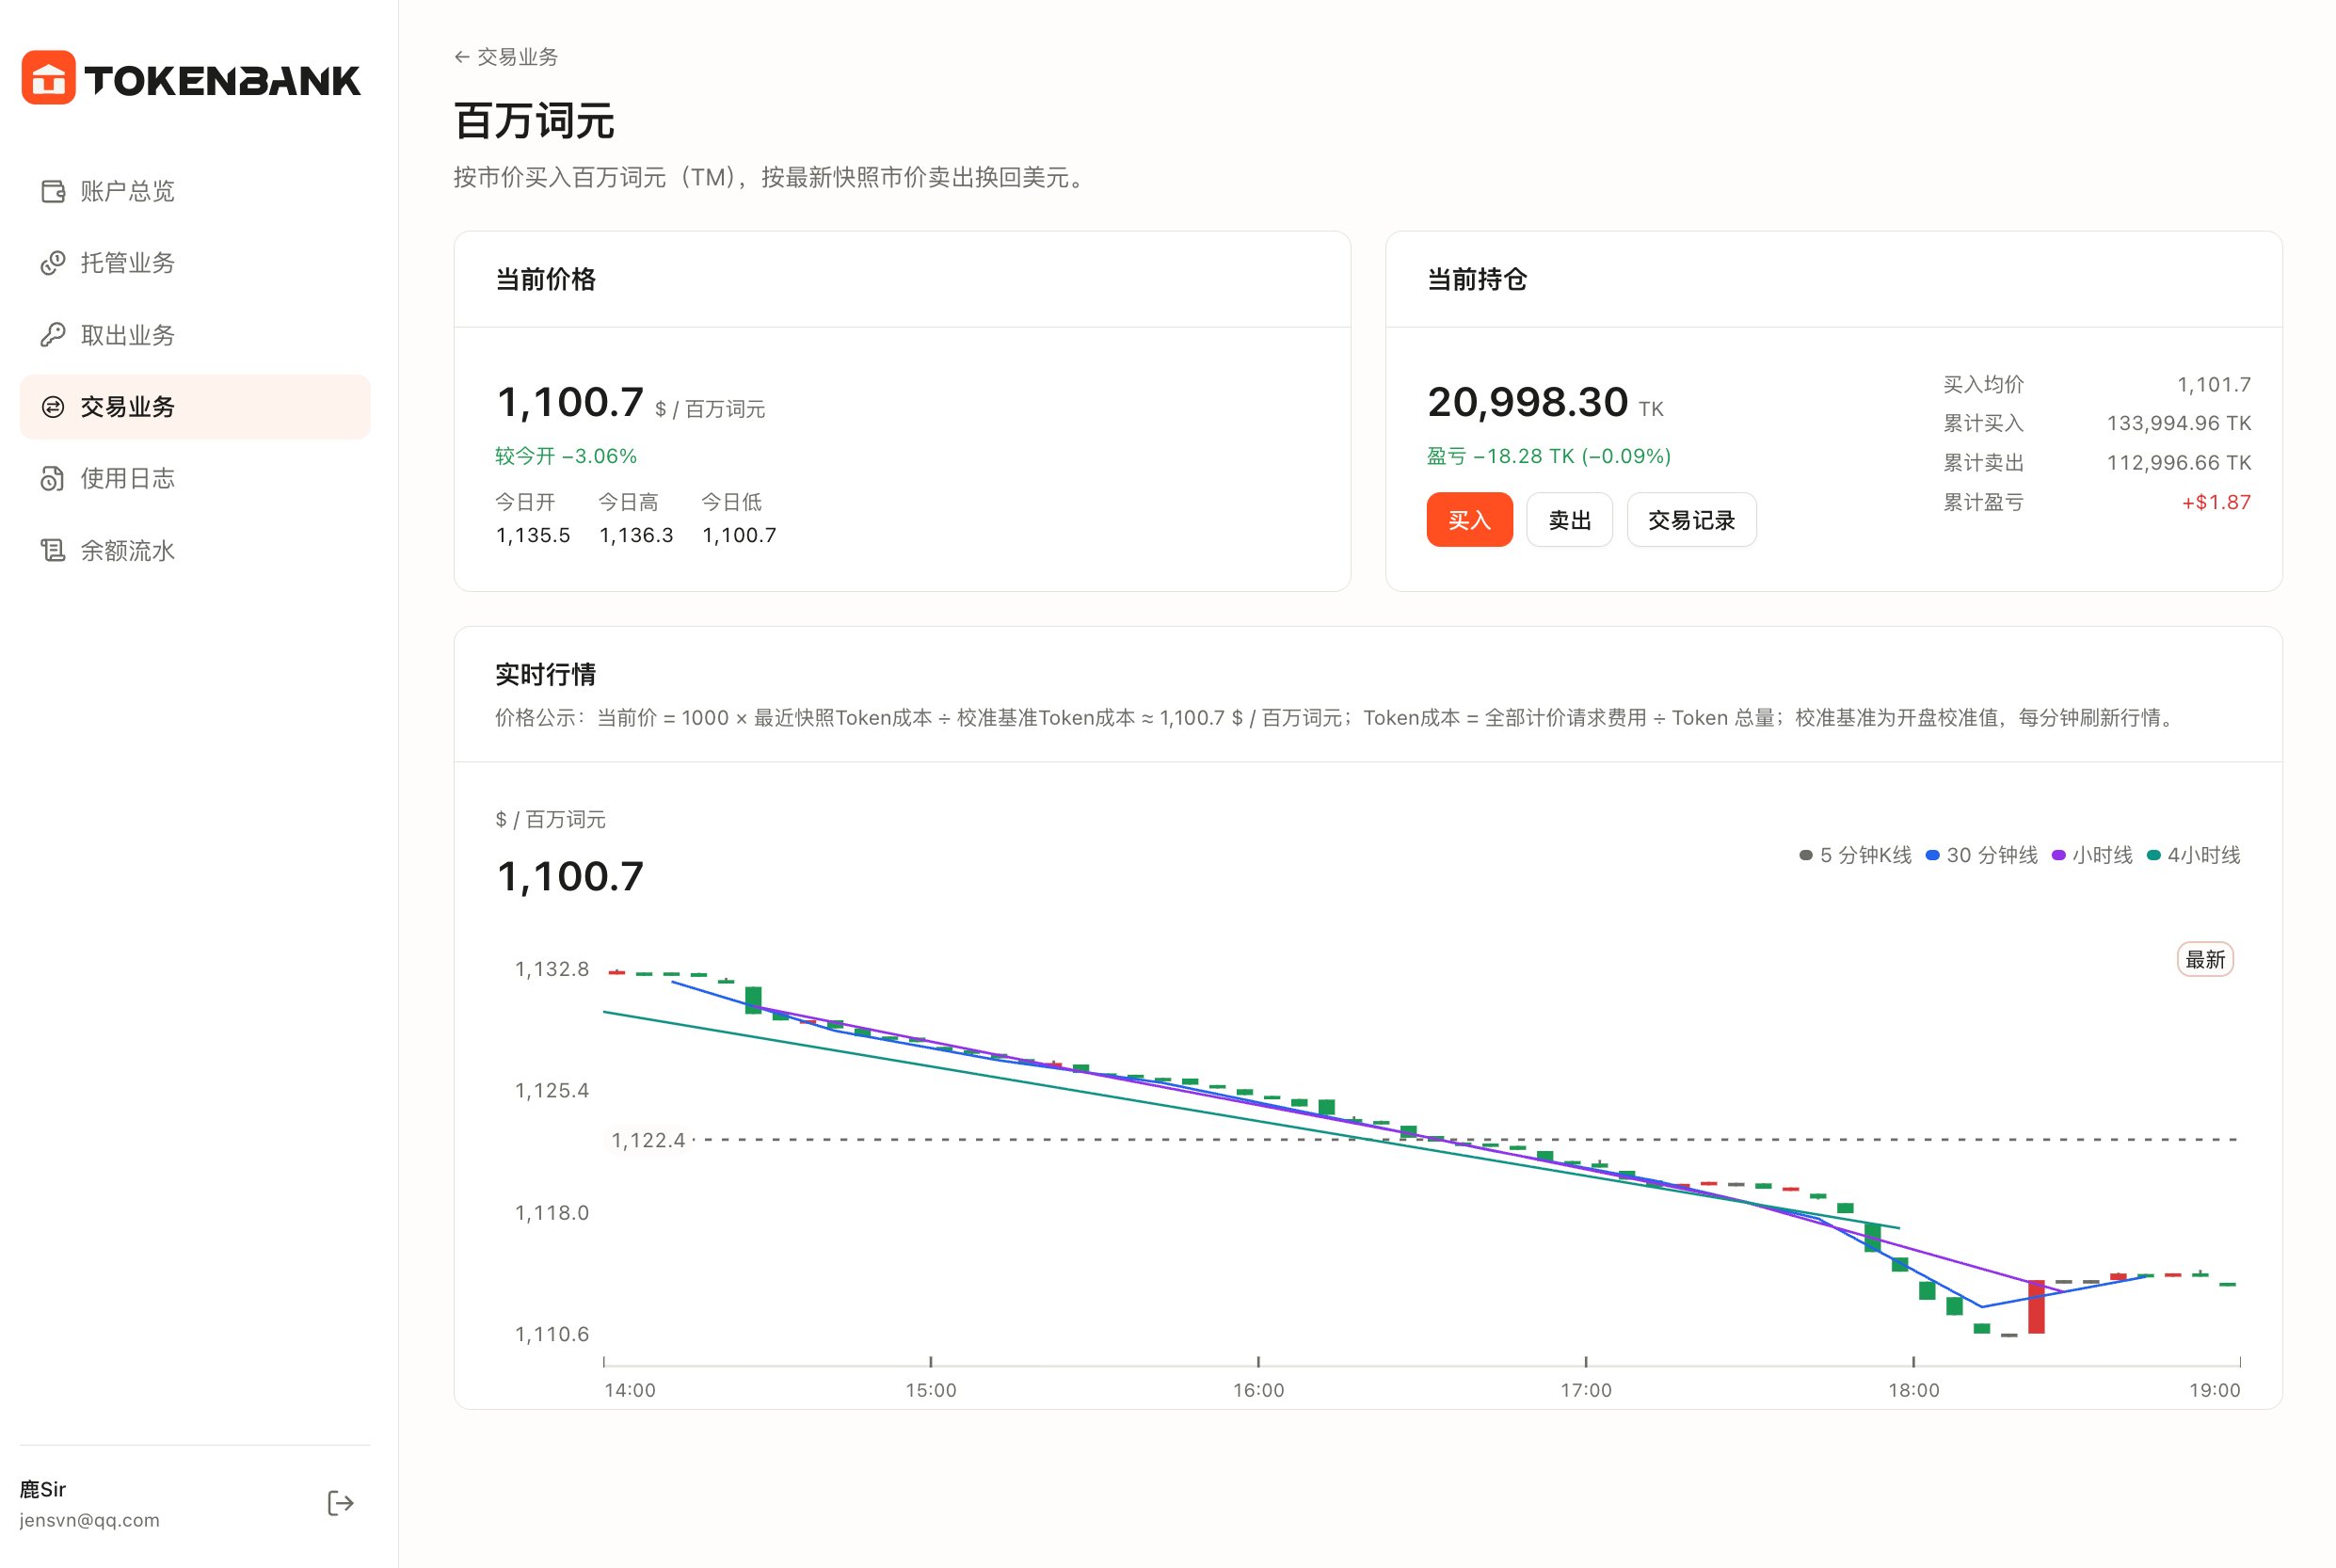 TOKENBANK
账户总览
托管业务
取出业务
交易业务
使用日志
余额流水
鹿Sir
jensvn@qq.com
← 交易业务
百万词元
按市价买入百万词元（TM），按最新快照市价卖出换回美元。
当前价格
1,100.7 $ / 百万词元
较今开 −3.06%
今日开 今日高 今日低
1,135.5 1,136.3 1,100.7
当前持仓
20,998.30 TK
盈亏 −18.28 TK (−0.09%)
买入 卖出 交易记录
买入均价 1,101.7
累计买入 133,994.96 TK
累计卖出 112,996.66 TK
累计盈亏 +$1.87
实时行情
价格公示：当前价 = 1000 × 最近快照Token成本 ÷ 校准基准Token成本 ≈ 1,100.7 $ / 百万词元；Token成本 = 全部计价请求费用 ÷ Token 总量；校准基准为开盘校准值，每分钟刷新行情。
$ / 百万词元
1,100.7
5 分钟K线 30 分钟线 小时线 4小时线
最新
1,132.8
1,125.4
1,122.4
1,118.0
1,110.6
14:00 15:00 16:00 17:00 18:00 19:00